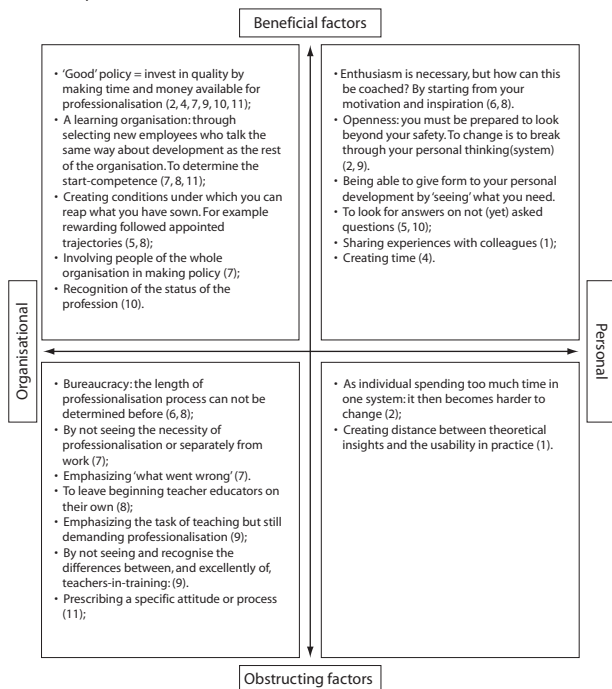 Beneficial factors
• 'Good' policy = invest in quality by
making time and money available for
professionalisation (2, 4, 7, 9, 10, 11);
• A learning organisation: through
selecting new employees who talk the
same way about development as the rest
of the organisation. To determine the
start-competence (7, 8, 11);
• Creating conditions under which you can
reap what you have sown. For example
rewarding followed appointed
trajectories (5, 8);
• Involving people of the whole
organisation in making policy (7);
• Recognition of the status of the
profession (10).
• Enthusiasm is necessary, but how can this
be coached? By starting from your
motivation and inspiration (6, 8).
• Openness: you must be prepared to look
beyond your safety. To change is to break
through your personal thinking(system)
(2, 9).
• Being able to give form to your personal
development by 'seeing' what you need.
• To look for answers on not (yet) asked
questions (5, 10);
• Sharing experiences with colleagues (1);
• Creating time (4).
Organisational
Personal
• Bureaucracy: the length of
professionalisation process can not be
determined before (6, 8);
• By not seeing the necessity of
professionalisation or separately from
work (7);
• Emphasizing 'what went wrong' (7).
• To leave beginning teacher educators on
their own (8);
• Emphasizing the task of teaching but still
demanding professionalisation (9);
• By not seeing and recognise the
differences between, and excellently of,
teachers-in-training: (9).
• Prescribing a specific attitude or process
(11);
• As individual spending too much time in
one system: it then becomes harder to
change (2);
• Creating distance between theoretical
insights and the usability in practice (1).
Obstructing factors